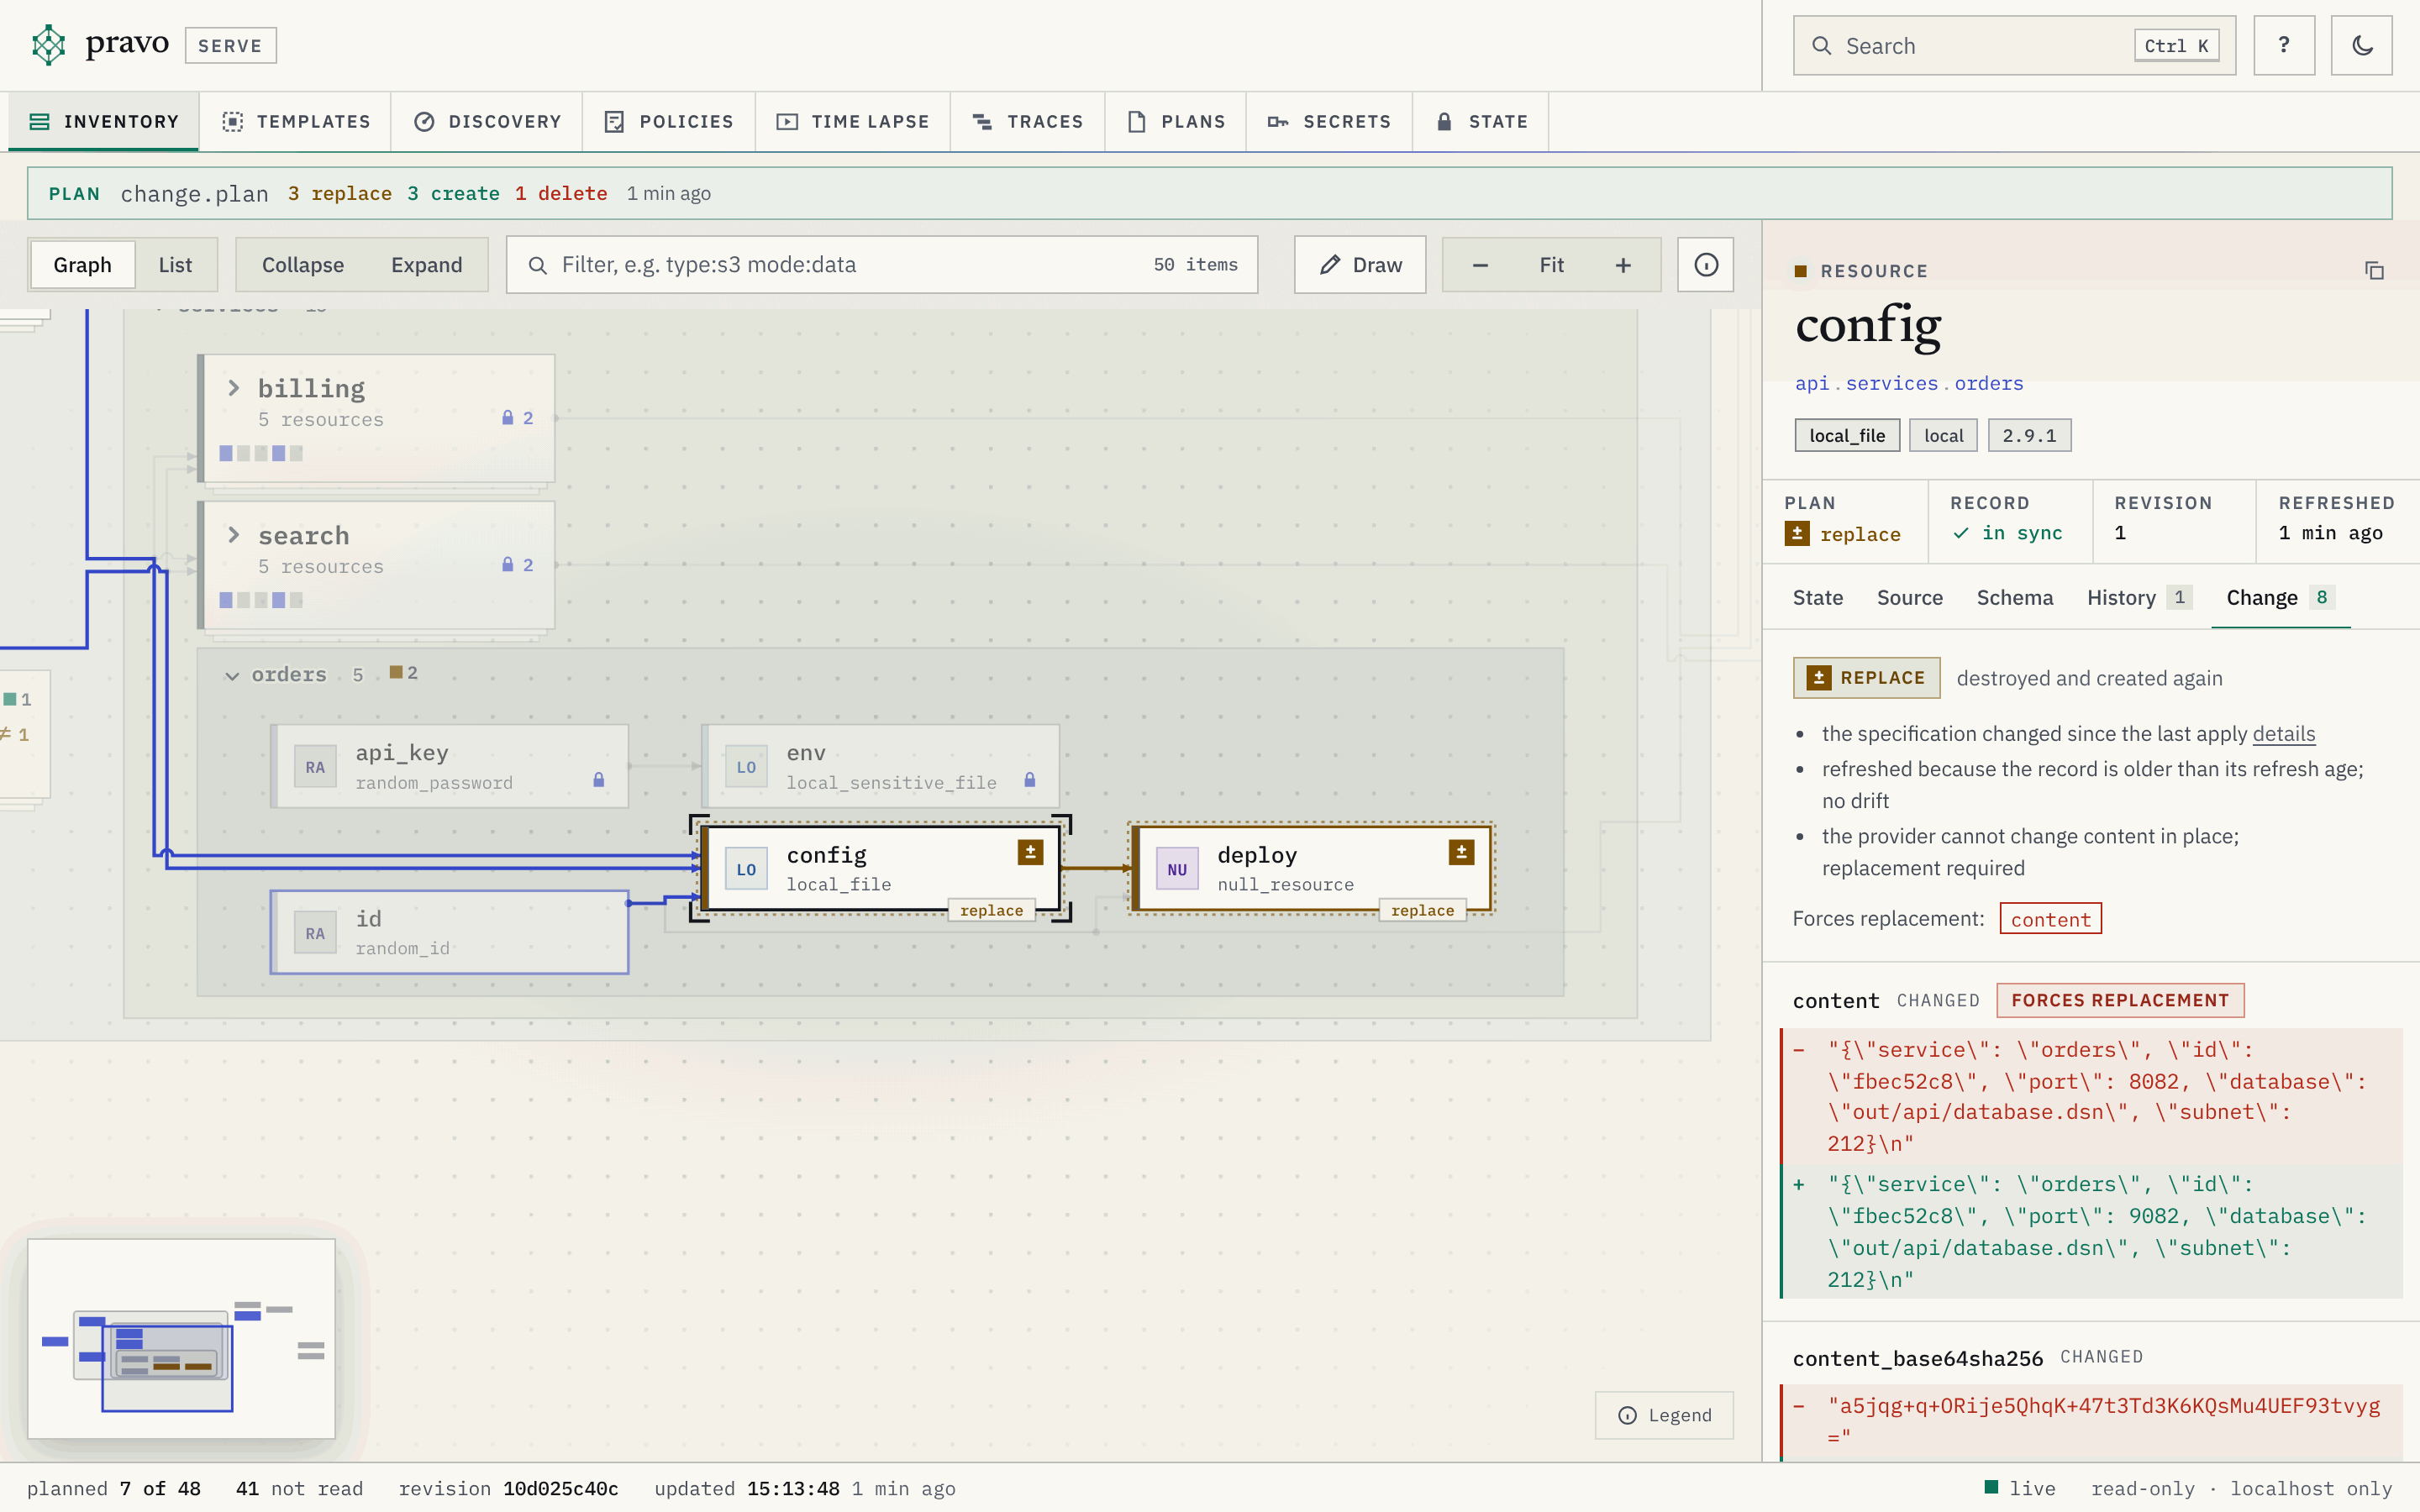 pravo SERVE
Search Ctrl K ?
INVENTORY TEMPLATES DISCOVERY POLICIES TIME LAPSE TRACES PLANS SECRETS STATE
PLAN change.plan 3 replace 3 create 1 delete 1 min ago
Graph List Collapse Expand Filter, e.g. type:s3 mode:data 50 items Draw − Fit +
billing
5 resources 2
search
5 resources 2
1
≠ 1
orders 5 2
RA api_key
random_password
LO env
local_sensitive_file
LO config
local_file
replace
NU deploy
null_resource
replace
RA id
random_id
Legend
RESOURCE
config
api.services.orders
local_file local 2.9.1
PLAN RECORD REVISION REFRESHED
± replace ✓ in sync 1 1 min ago
State Source Schema History 1 Change 8
± REPLACE destroyed and created again
• the specification changed since the last apply details
• refreshed because the record is older than its refresh age;
no drift
• the provider cannot change content in place;
replacement required
Forces replacement: content
content CHANGED FORCES REPLACEMENT
− "{\"service\": \"orders\", \"id\":
\"fbec52c8\", \"port\": 8082, \"database\":
\"out/api/database.dsn\", \"subnet\":
212}\n"
+ "{\"service\": \"orders\", \"id\":
\"fbec52c8\", \"port\": 9082, \"database\":
\"out/api/database.dsn\", \"subnet\":
212}\n"
content_base64sha256 CHANGED
− "a5jqg+q+ORije5QhqK+47t3Td3K6KQsMu4UEF93tvyg
="
planned 7 of 48 41 not read revision 10d025c40c updated 15:13:48 1 min ago
live read-only · localhost only